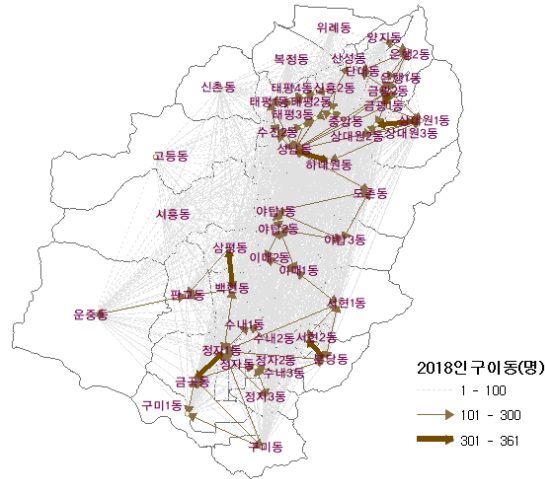 위례동
양지동
복정동
산성동
은행2동
단대동
신촌동
태평4동
신흥2동
은행1동
금광2동
태평1동
태평2동
금광1동
태평3동
중앙동
상대원1동
수진2동
상대원2동
상대원3동
성남동
고등동
하대원동
도촌동
서흥동
야탑1동
야탑2동
야탑3동
삼평동
이매2동
이매1동
판교동
백현동
운중동
서현1동
수내1동
수내2동
서현2동
정자1동
정자동
정자2동
분당동
수내3동
금곡동
정자3동
구미1동
구미동
2018인구이동(명)
1 - 100
101 - 300
301 - 361